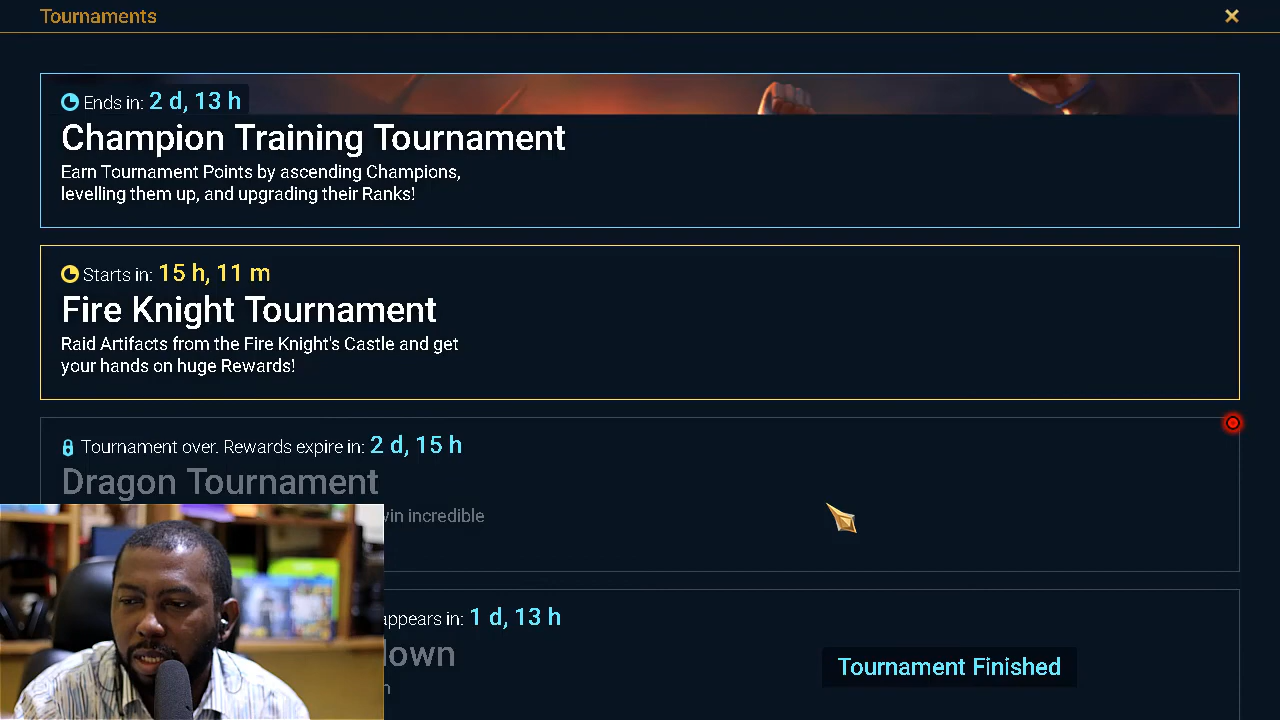 Tournaments
Ends in: 2 d, 13 h
Champion Training Tournament
Earn Tournament Points by ascending Champions,
levelling them up, and upgrading their Ranks!
Starts in: 15 h, 11 m
Fire Knight Tournament
Raid Artifacts from the Fire Knight's Castle and get
your hands on huge Rewards!
Tournament over. Rewards expire in: 2 d, 15 h
Dragon Tournament
incredible
appears in: 1 d, 13 h
Tournament Finished